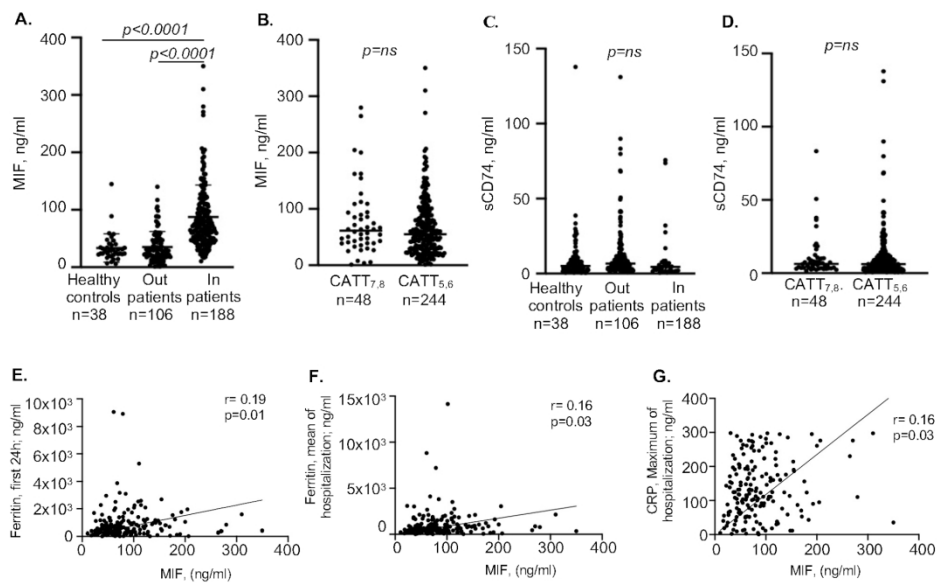 A.
p<0.0001
p<0.0001
MIF, ng/ml
400
300
200
100
0
Healthy controls n=38
Out patients n=106
In patients n=188
B.
p=ns
MIF, ng/ml
400
300
200
100
0
CATT7,8 n=48
CATT5,6 n=244
C.
p=ns
sCD74, ng/ml
150
100
50
0
Healthy controls n=38
Out patients n=106
In patients n=188
D.
p=ns
sCD74, ng/ml
150
100
50
0
CATT7,8. n=48
CATT5,6 n=244
E.
r= 0.19
p=0.01
Ferritin, first 24h; ng/ml
10x10³
8x10³
6x10³
4x10³
2x10³
0
0 100 200 300 400
MIF, (ng/ml)
F.
r= 0.16
p=0.03
Ferritin, mean of
hospitalization; ng/ml
15x10³
10x10³
5x10³
0
0 100 200 300 400
MIF, (ng/ml)
G.
r= 0.16
p=0.03
CRP, Maximum of
hospitalization; ng/ml
400
300
200
100
0
0 100 200 300 400
MIF, (ng/ml)